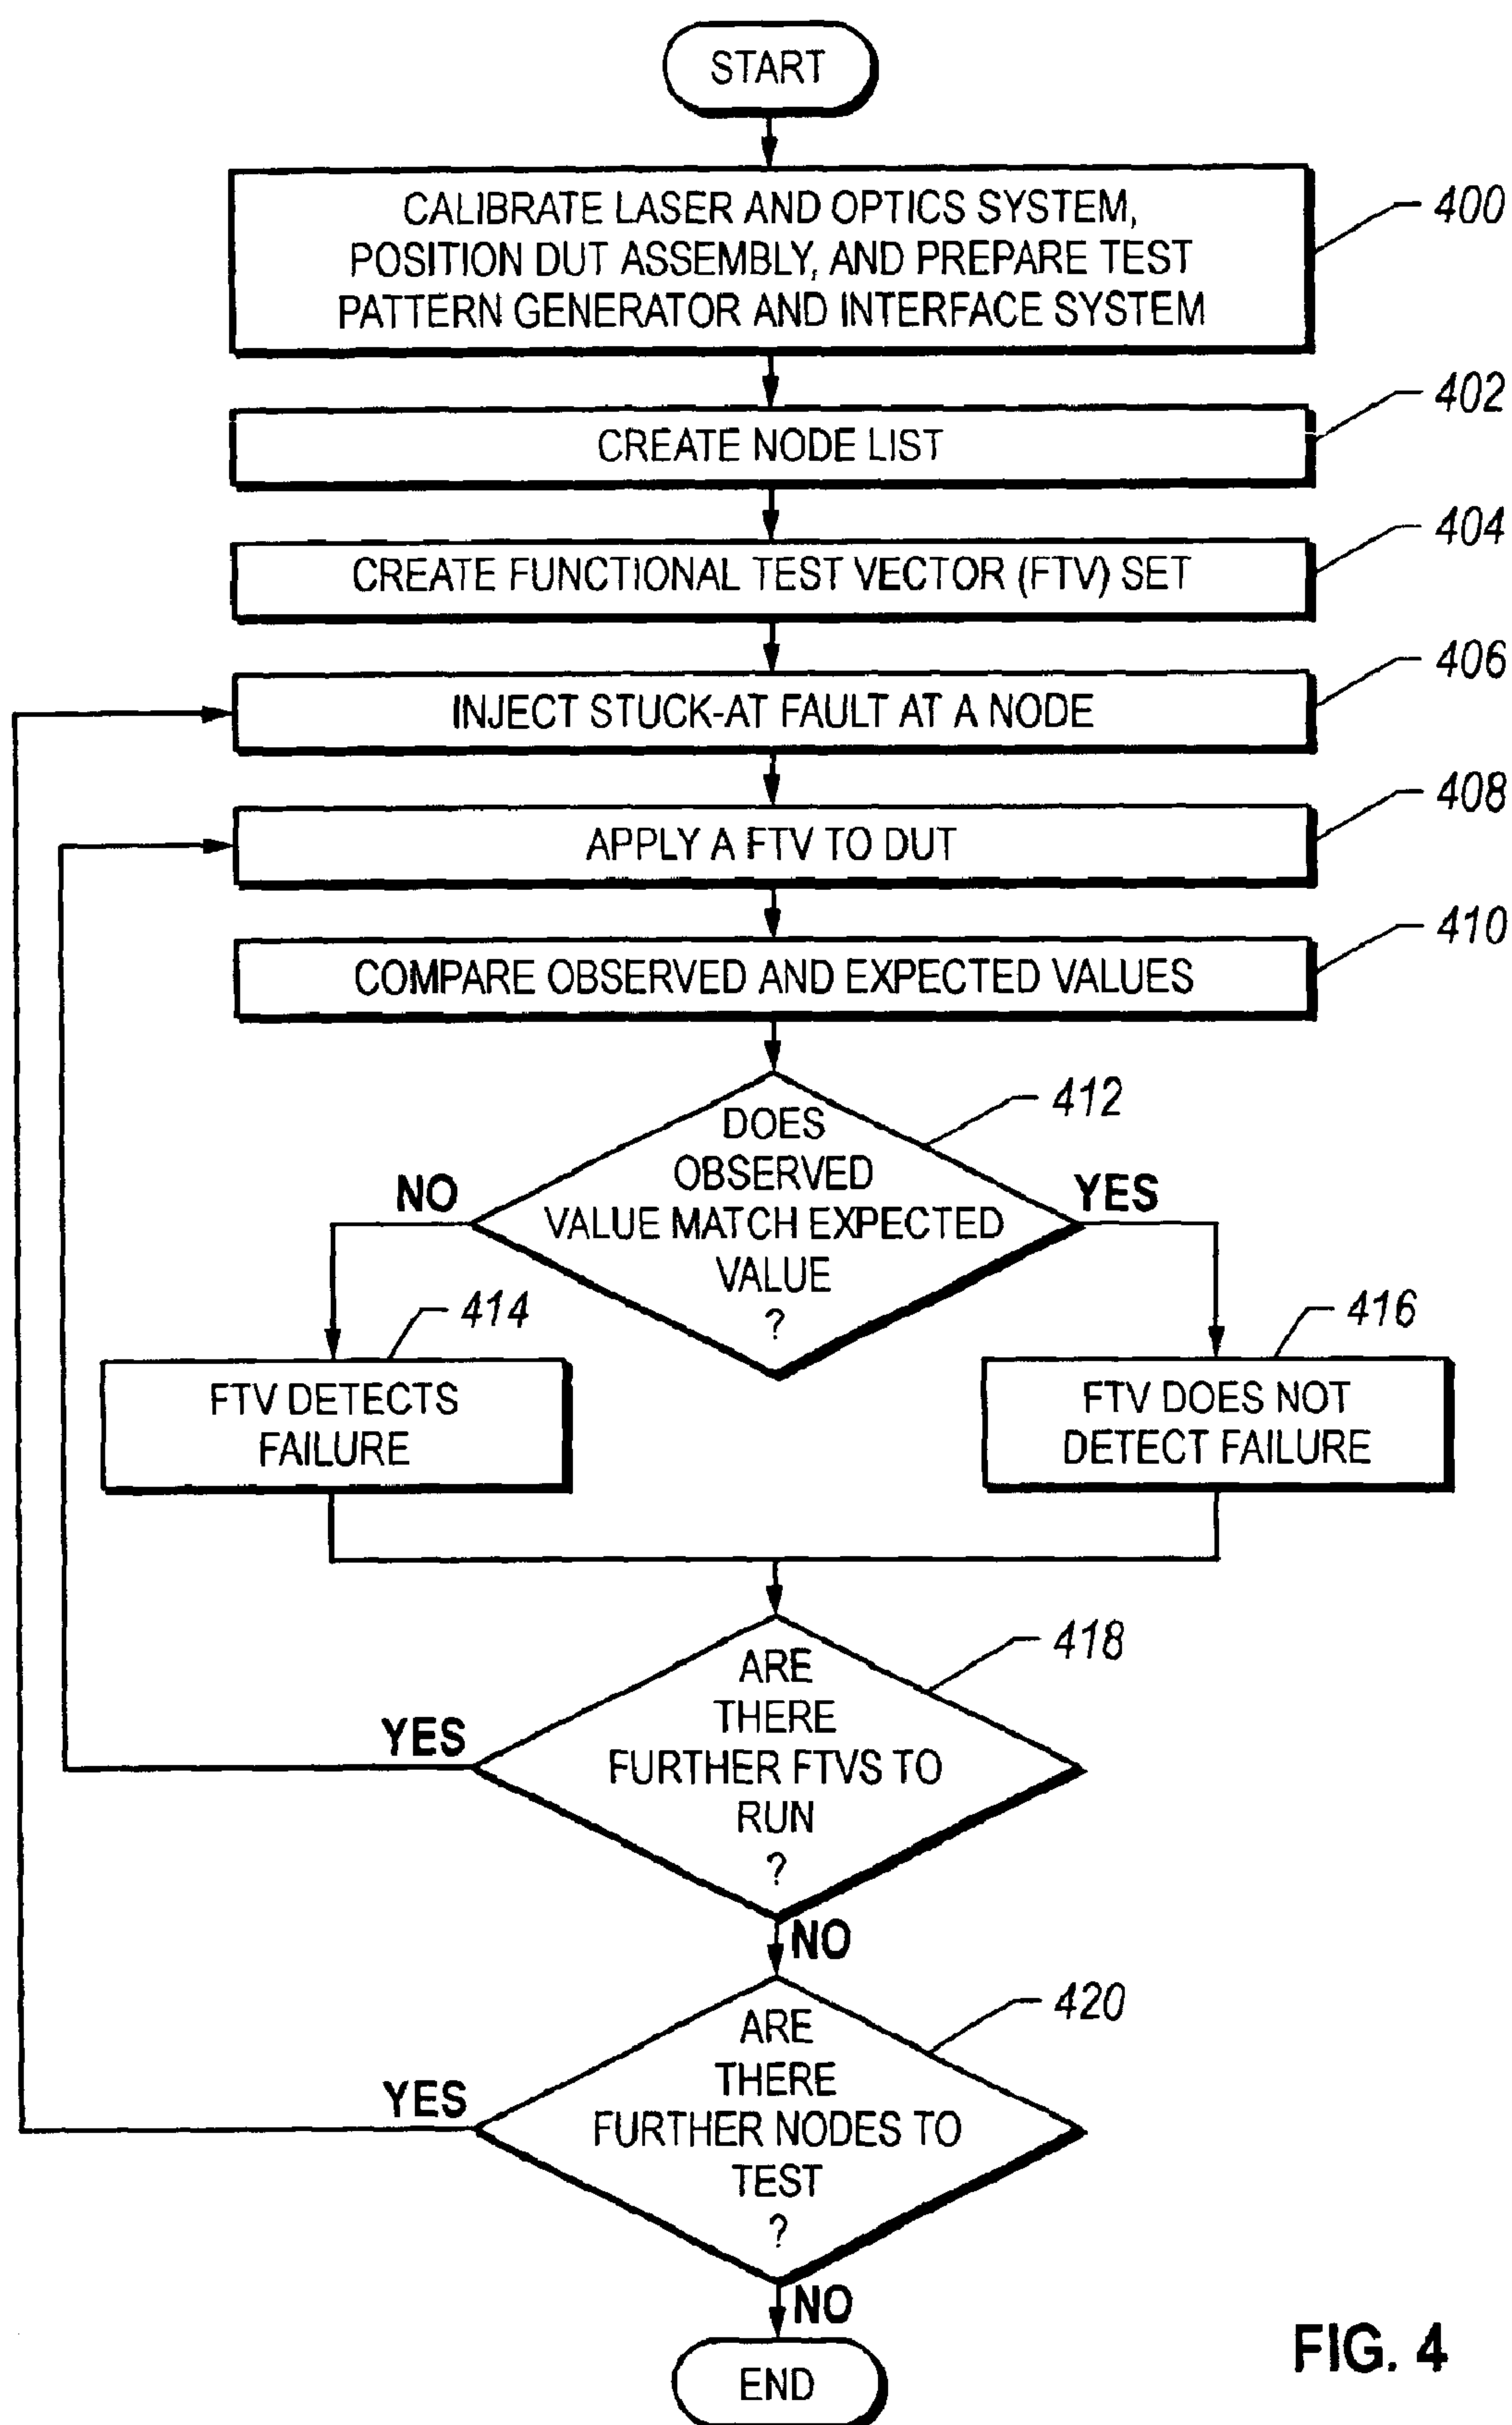 START
CALIBRATE LASER AND OPTICS SYSTEM,
POSITION DUT ASSEMBLY, AND PREPARE TEST
PATTERN GENERATOR AND INTERFACE SYSTEM
400
CREATE NODE LIST
402
CREATE FUNCTIONAL TEST VECTOR (FTV) SET
404
INJECT STUCK-AT FAULT AT A NODE
406
APPLY A FTV TO DUT
408
COMPARE OBSERVED AND EXPECTED VALUES
410
DOES
OBSERVED
VALUE MATCH EXPECTED
VALUE
?
412
NO
YES
414
FTV DETECTS
FAILURE
416
FTV DOES NOT
DETECT FAILURE
ARE
THERE
FURTHER FTVS TO
RUN
?
418
YES
NO
ARE
THERE
FURTHER NODES TO
TEST
?
420
YES
NO
END
FIG. 4